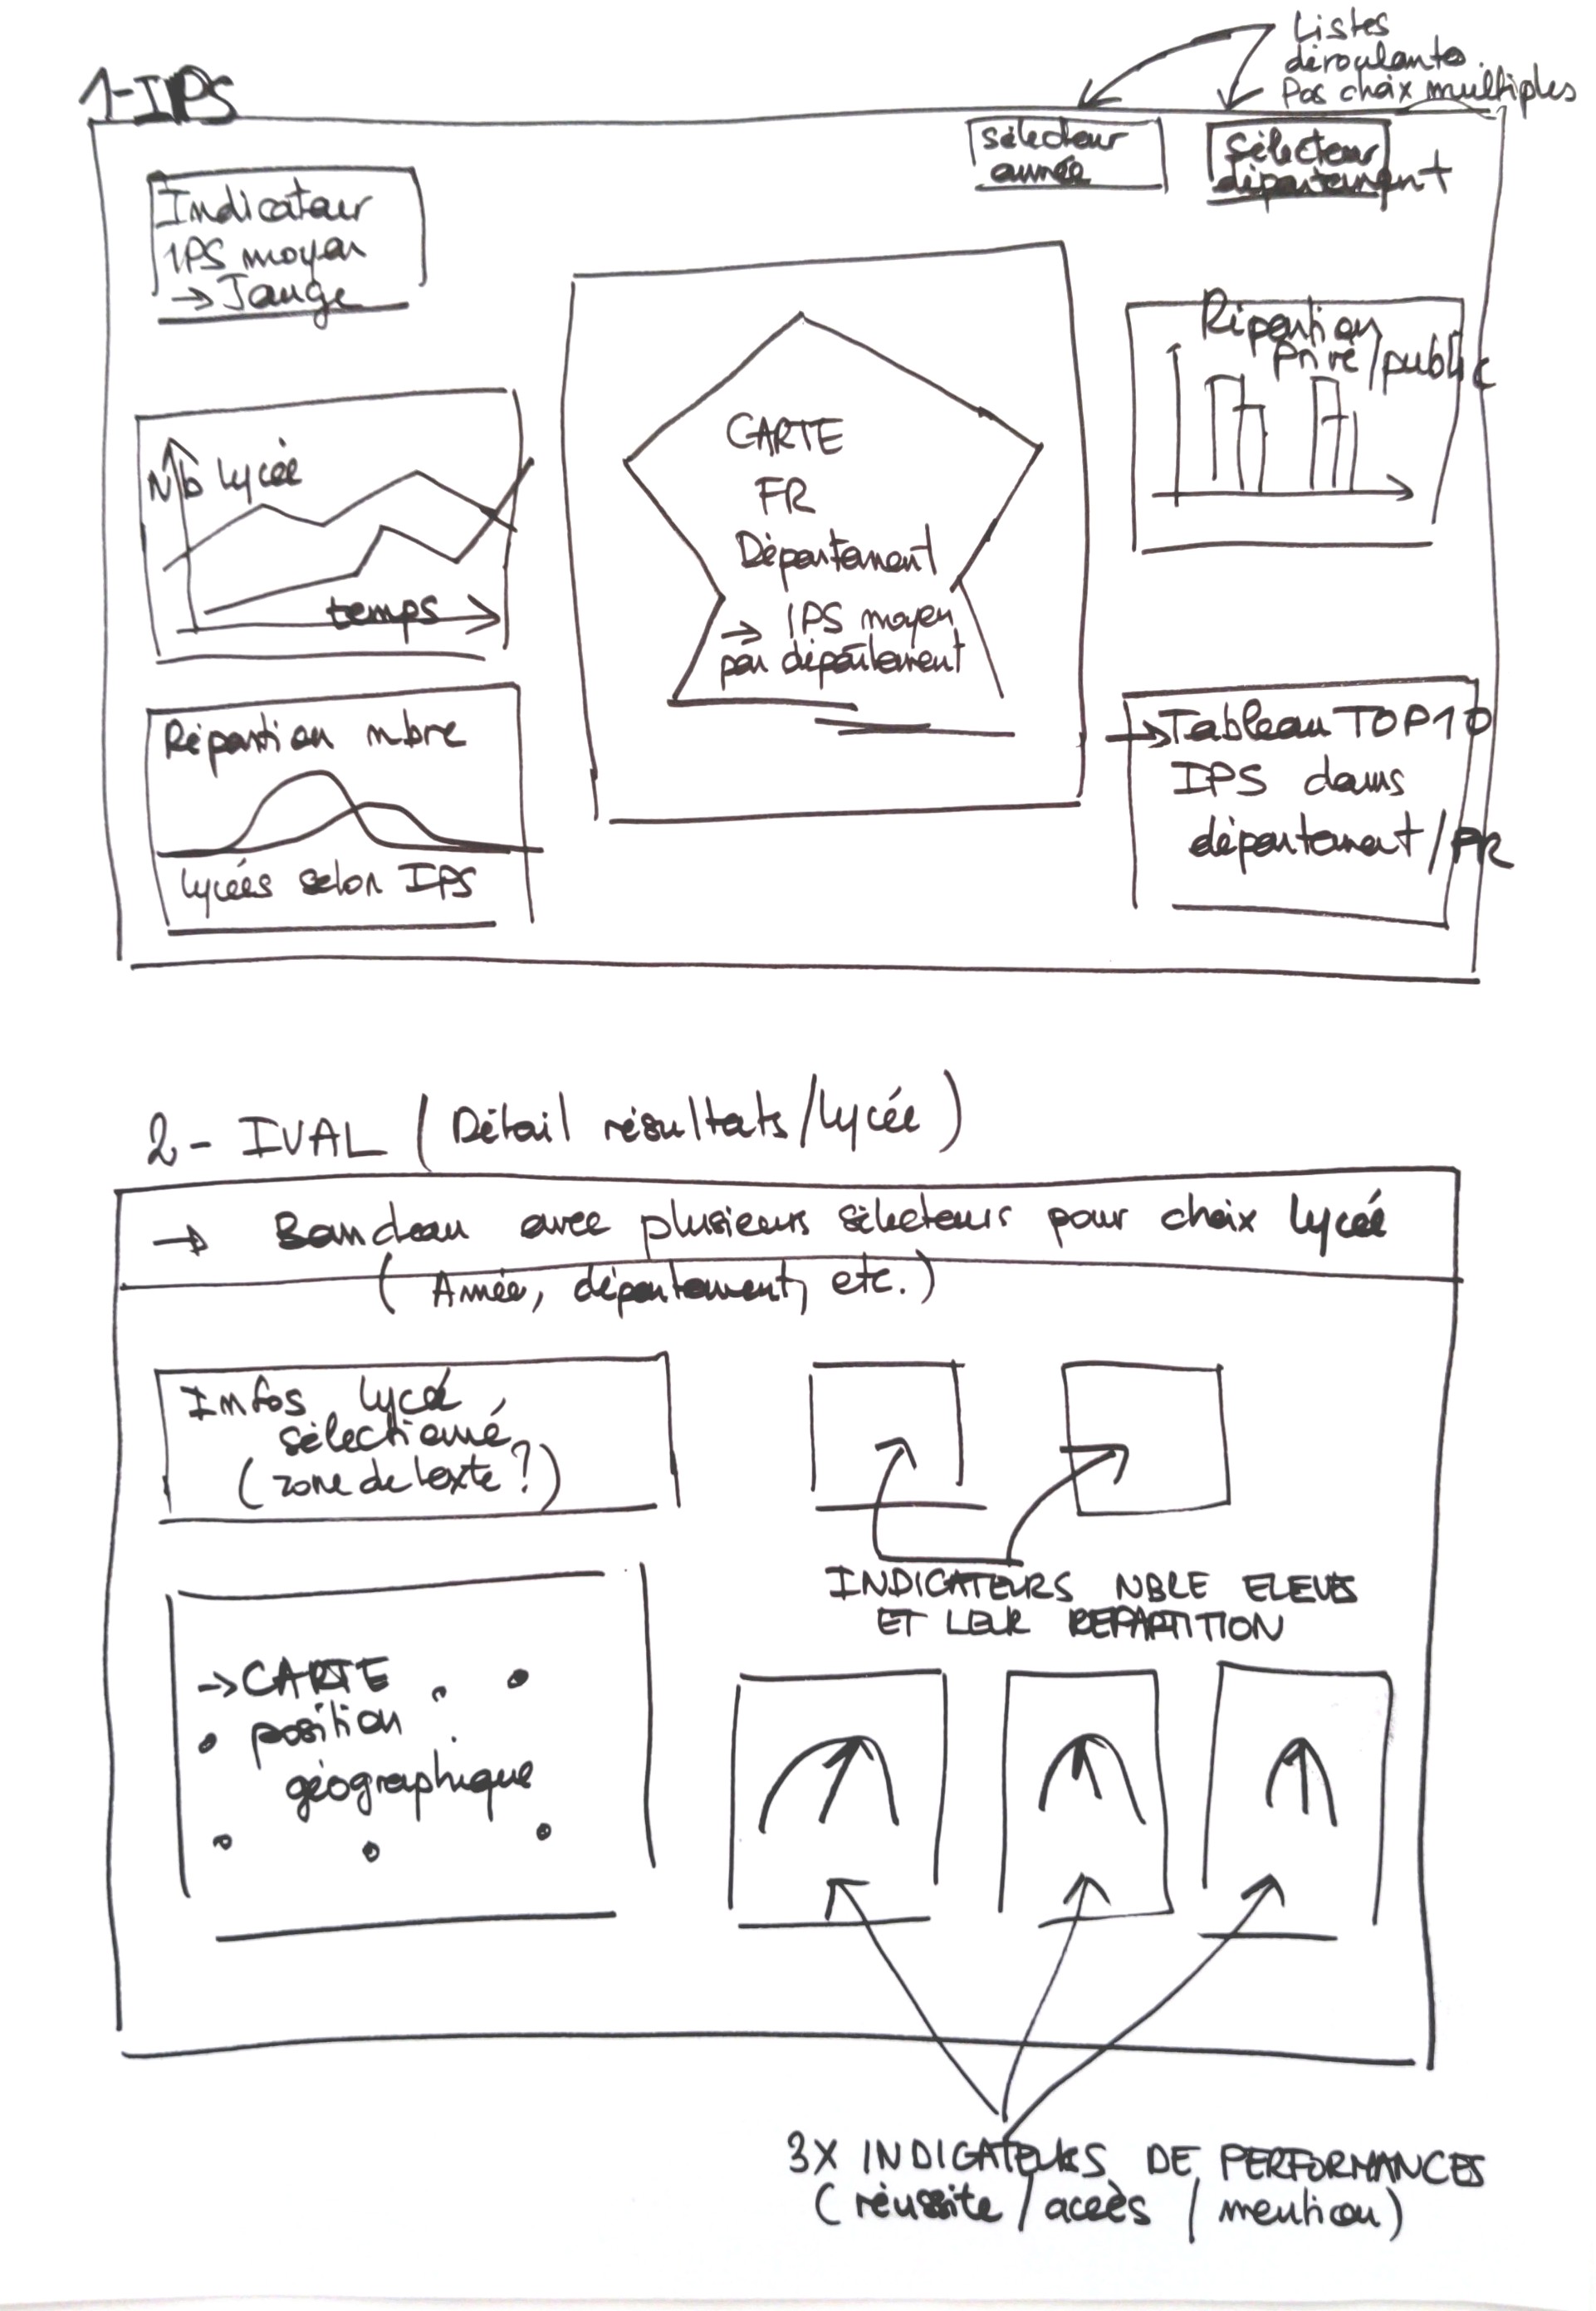 1-IPS
Listes
déroulantes
Pas choix multiples
Sélecteur
année
Sélecteur
département
Indicateur
IPS moyen
→ Jauge
Nb lycée
temps
Répartion nbre
lycées selon IPS
CARTE
FR
Département
→ IPS moyen
par département
Répartion
Privé/public
→ Tableau TOP10
IPS dans
département/FR
2 - IVAL (Détail résultats/lycée)
→ Bandeau avec plusieurs sélecteurs pour choix lycée
(Année, département, etc.)
Infos lycée
sélectionné
(zone de texte?)
INDICATEURS NBRE ELEVES
ET LEUR REPARTITION
→ CARTE
position
géographique
3X INDICATEURS DE PERFORMANCES
(réussite / accès / mention)